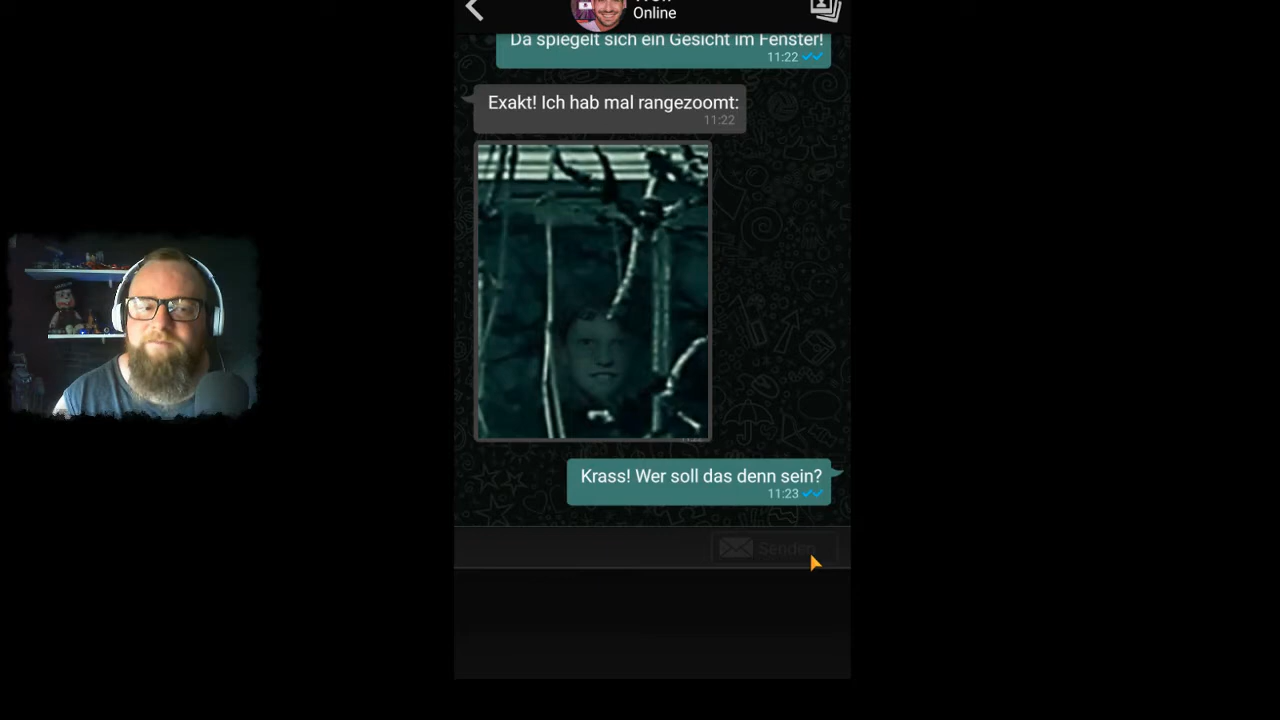 Online
Da spiegelt sich ein Gesicht im Fenster!
11:22
Exakt! Ich hab mal rangezoomt:
11:22
Krass! Wer soll das denn sein?
11:23
Senden